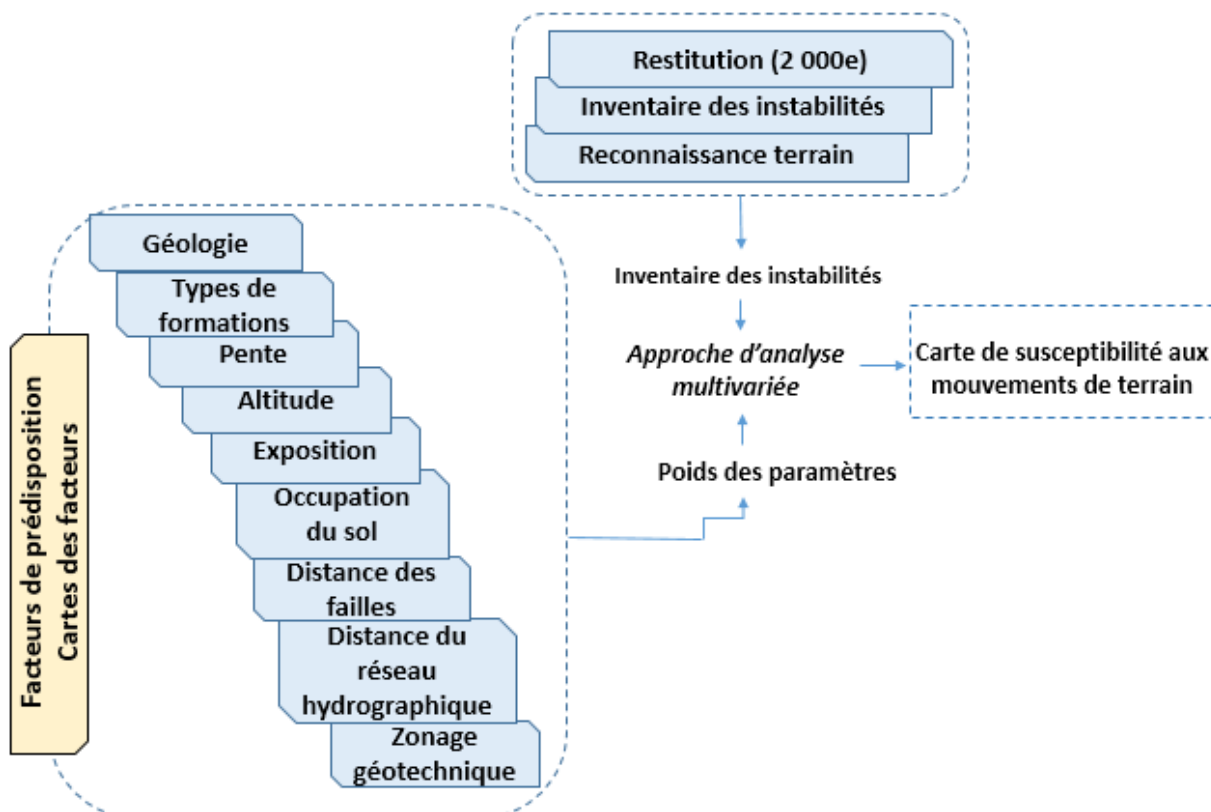 Restitution (2 000e)
Inventaire des instabilités
Reconnaissance terrain
Géologie
Types de
formations
Pente
Altitude
Exposition
Occupation
du sol
Distance des
failles
Distance du
réseau
hydrographique
Zonage
géotechnique
Facteurs de prédisposition
Cartes des facteurs
Inventaire des instabilités
Approche d’analyse
multivariée
Poids des paramètres
Carte de susceptibilité aux
mouvements de terrain